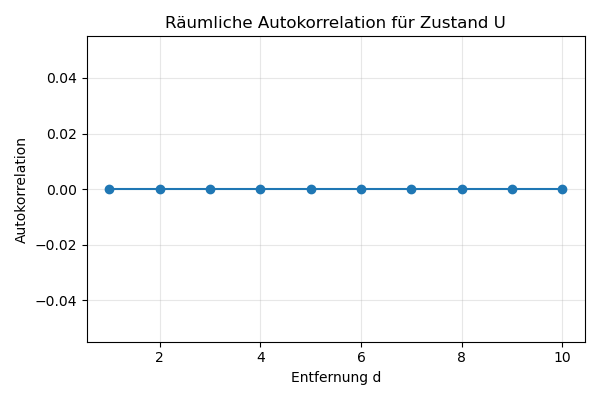 Räumliche Autokorrelation für Zustand U
Autokorrelation
0.04
0.02
0.00
−0.02
−0.04
2 4 6 8 10
Entfernung d